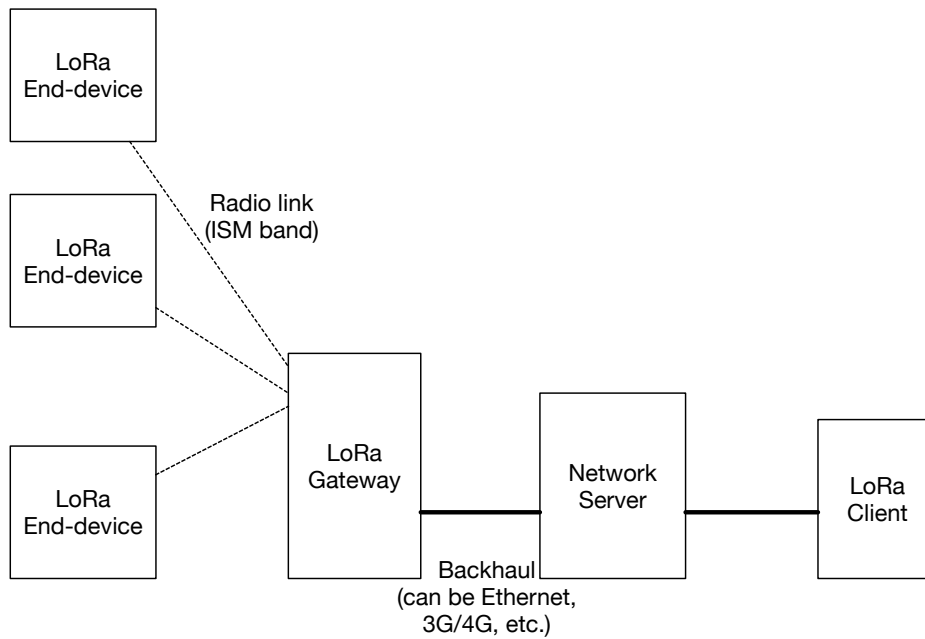 LoRa
End-device
Radio link
(ISM band)
LoRa
End-device
LoRa
Gateway
Network
Server
LoRa
Client
LoRa
End-device
Backhaul
(can be Ethernet,
3G/4G, etc.)